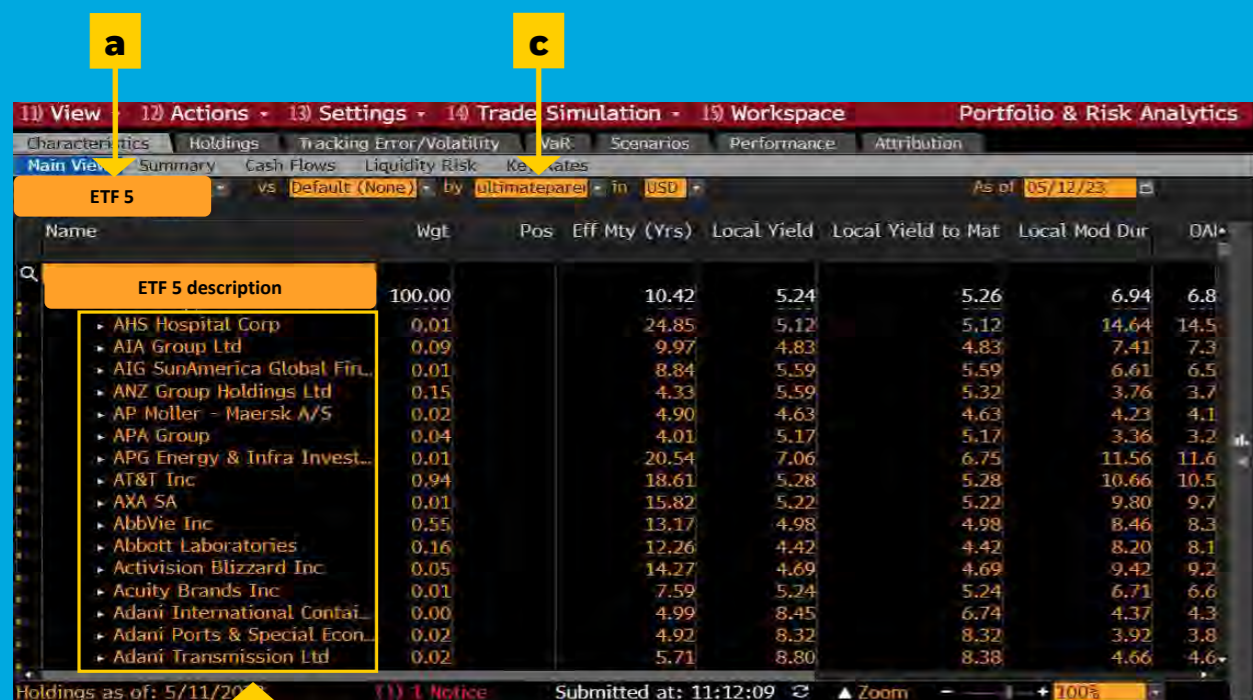 a
c
11) View 12) Actions 13) Settings 14) Trade Simulation 15) Workspace Portfolio & Risk Analytics
Characteristics Holdings Tracking Error/Volatility VaR Scenarios Performance Attribution
Main View Summary Cash Flows Liquidity Risk Key Rates
ETF 5 vs Default (None) by ultimateparer in USD As of 05/12/23
Name Wgt Pos Eff Mty (Yrs) Local Yield Local Yield to Mat Local Mod Dur
ETF 5 description 100.00 10.42 5.24 5.26 6.94 6.8
AHS Hospital Corp 0.01 24.85 5.12 5.12 14.64 14.5
AIA Group Ltd 0.09 9.97 4.83 4.83 7.41 7.3
AIG SunAmerica Global Fin... 0.01 8.84 5.59 5.59 6.61 6.5
ANZ Group Holdings Ltd 0.15 4.33 5.59 5.32 3.76 3.7
AP Moller - Maersk A/S 0.02 4.90 4.63 4.63 4.23 4.1
APA Group 0.04 4.01 5.17 5.17 3.36 3.2
APG Energy & Infra Invest... 0.01 20.54 7.06 6.75 11.56 11.6
AT&T Inc 0.94 18.61 5.28 5.28 10.66 10.5
AXA SA 0.01 15.82 5.22 5.22 9.80 9.7
AbbVie Inc 0.55 13.17 4.98 4.98 8.46 8.3
Abbott Laboratories 0.16 12.26 4.42 4.42 8.20 8.1
Activision Blizzard Inc 0.05 14.27 4.69 4.69 9.42 9.2
Acuity Brands Inc 0.01 7.59 5.24 5.24 6.71 6.6
Adani International Contai... 0.00 4.99 8.45 6.74 4.37 4.3
Adani Ports & Special Econ... 0.02 4.92 8.32 8.32 3.92 3.8
Adani Transmission Ltd 0.02 5.71 8.80 8.38 4.66 4.6
Holdings as of: 5/11/20 1 Notice Submitted at: 11:12:09 Zoom - + 100%